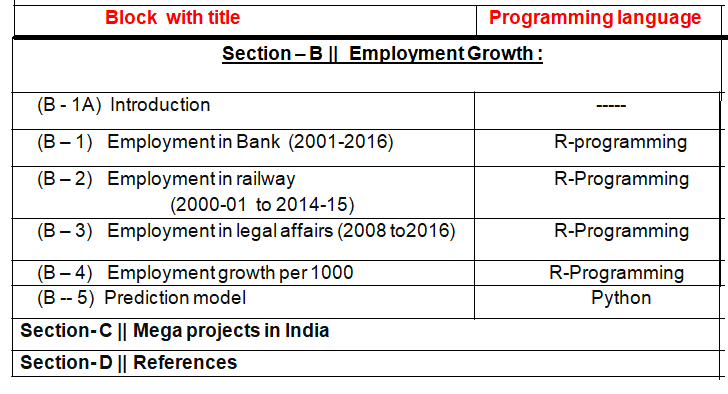 Block with title Programming language
Section – B || Employment Growth :
(B - 1A) Introduction -----
(B – 1) Employment in Bank (2001-2016) R-programming
(B – 2) Employment in railway R-Programming
(2000-01 to 2014-15)
(B – 3) Employment in legal affairs (2008 to2016) R-Programming
(B – 4) Employment growth per 1000 R-Programming
(B -- 5) Prediction model Python
Section- C || Mega projects in India
Section- D || References